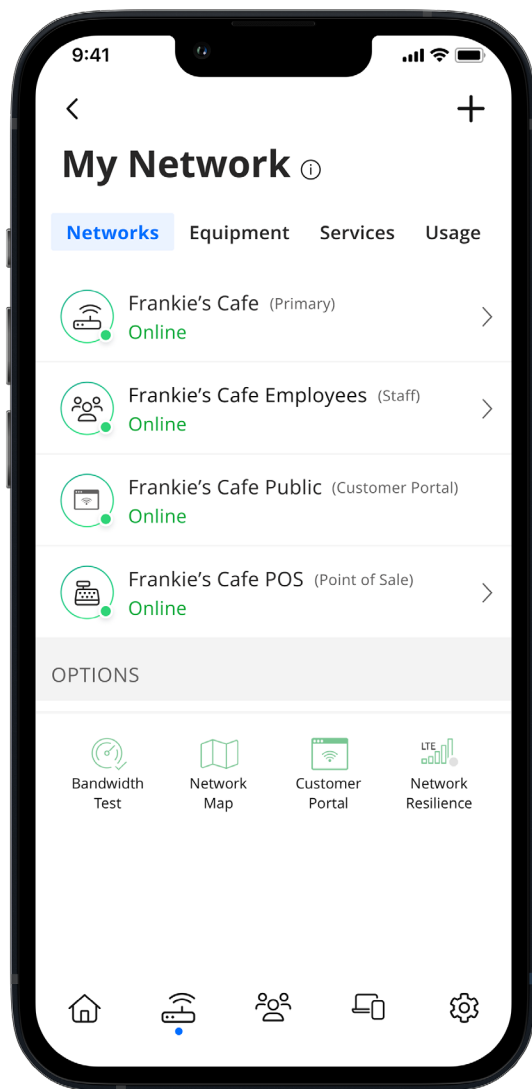 9:41
My Network
Networks Equipment Services Usage
Frankie’s Cafe (Primary)
Online
Frankie’s Cafe Employees (Staff)
Online
Frankie’s Cafe Public (Customer Portal)
Online
Frankie’s Cafe POS (Point of Sale)
Online
OPTIONS
LTE
Bandwidth Test
Network Map
Customer Portal
Network Resilience